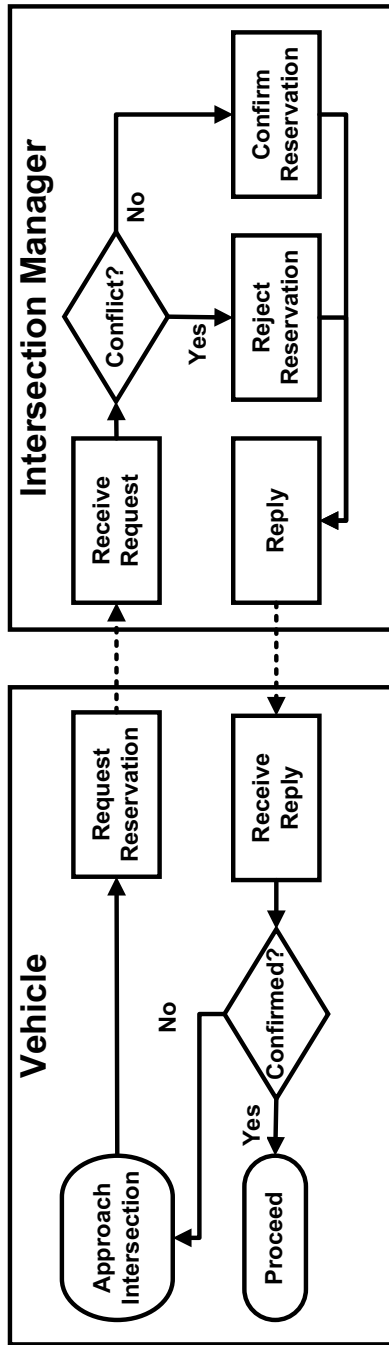 Vehicle
Approach
Intersection
Request
Reservation
No
Yes
Proceed
Confirmed?
Receive
Reply
Intersection Manager
Receive
Request
Conflict?
No
Yes
Reply
Reject
Reservation
Confirm
Reservation